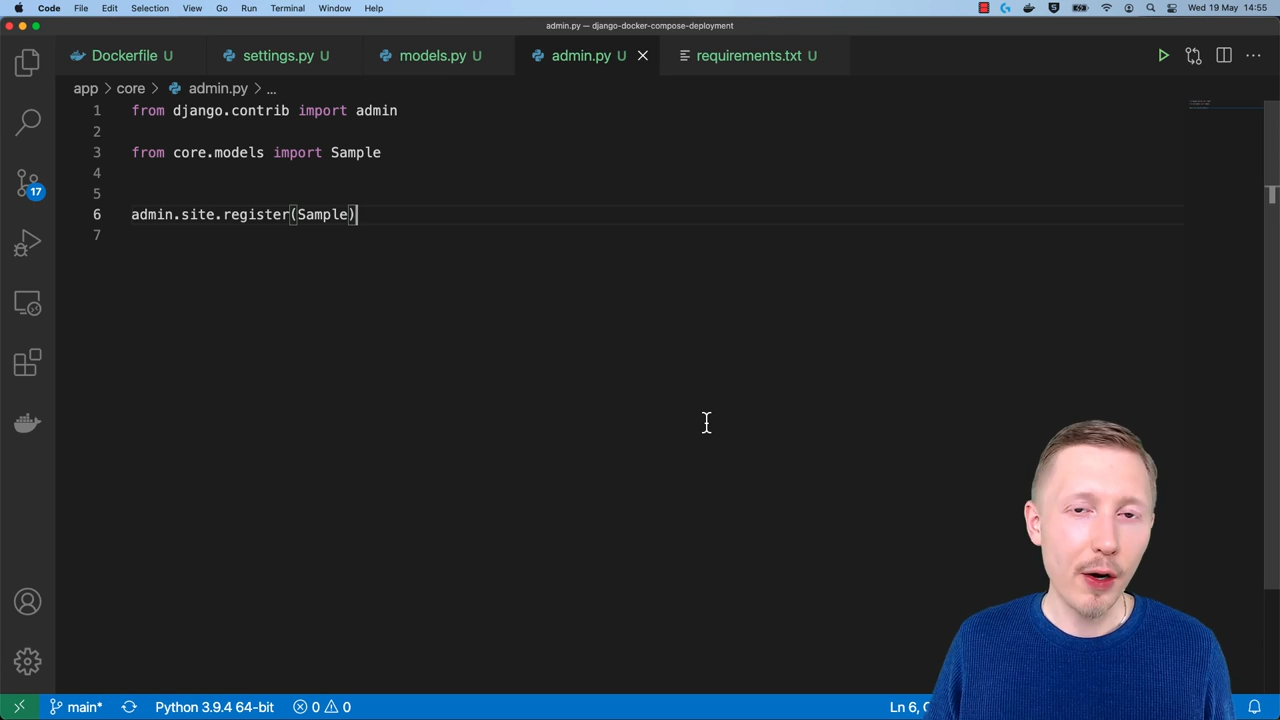 Code File Edit Selection View Go Run Terminal Window Help Wed 19 May 14:55
admin.py — django-docker-compose-deployment
Dockerfile U settings.py U models.py U admin.py U requirements.txt U
app core admin.py ...
1 from django.contrib import admin
2
3 from core.models import Sample
4
5
6 admin.site.register(Sample)
7
17
main* Python 3.9.4 64-bit 0 0 Ln 6,